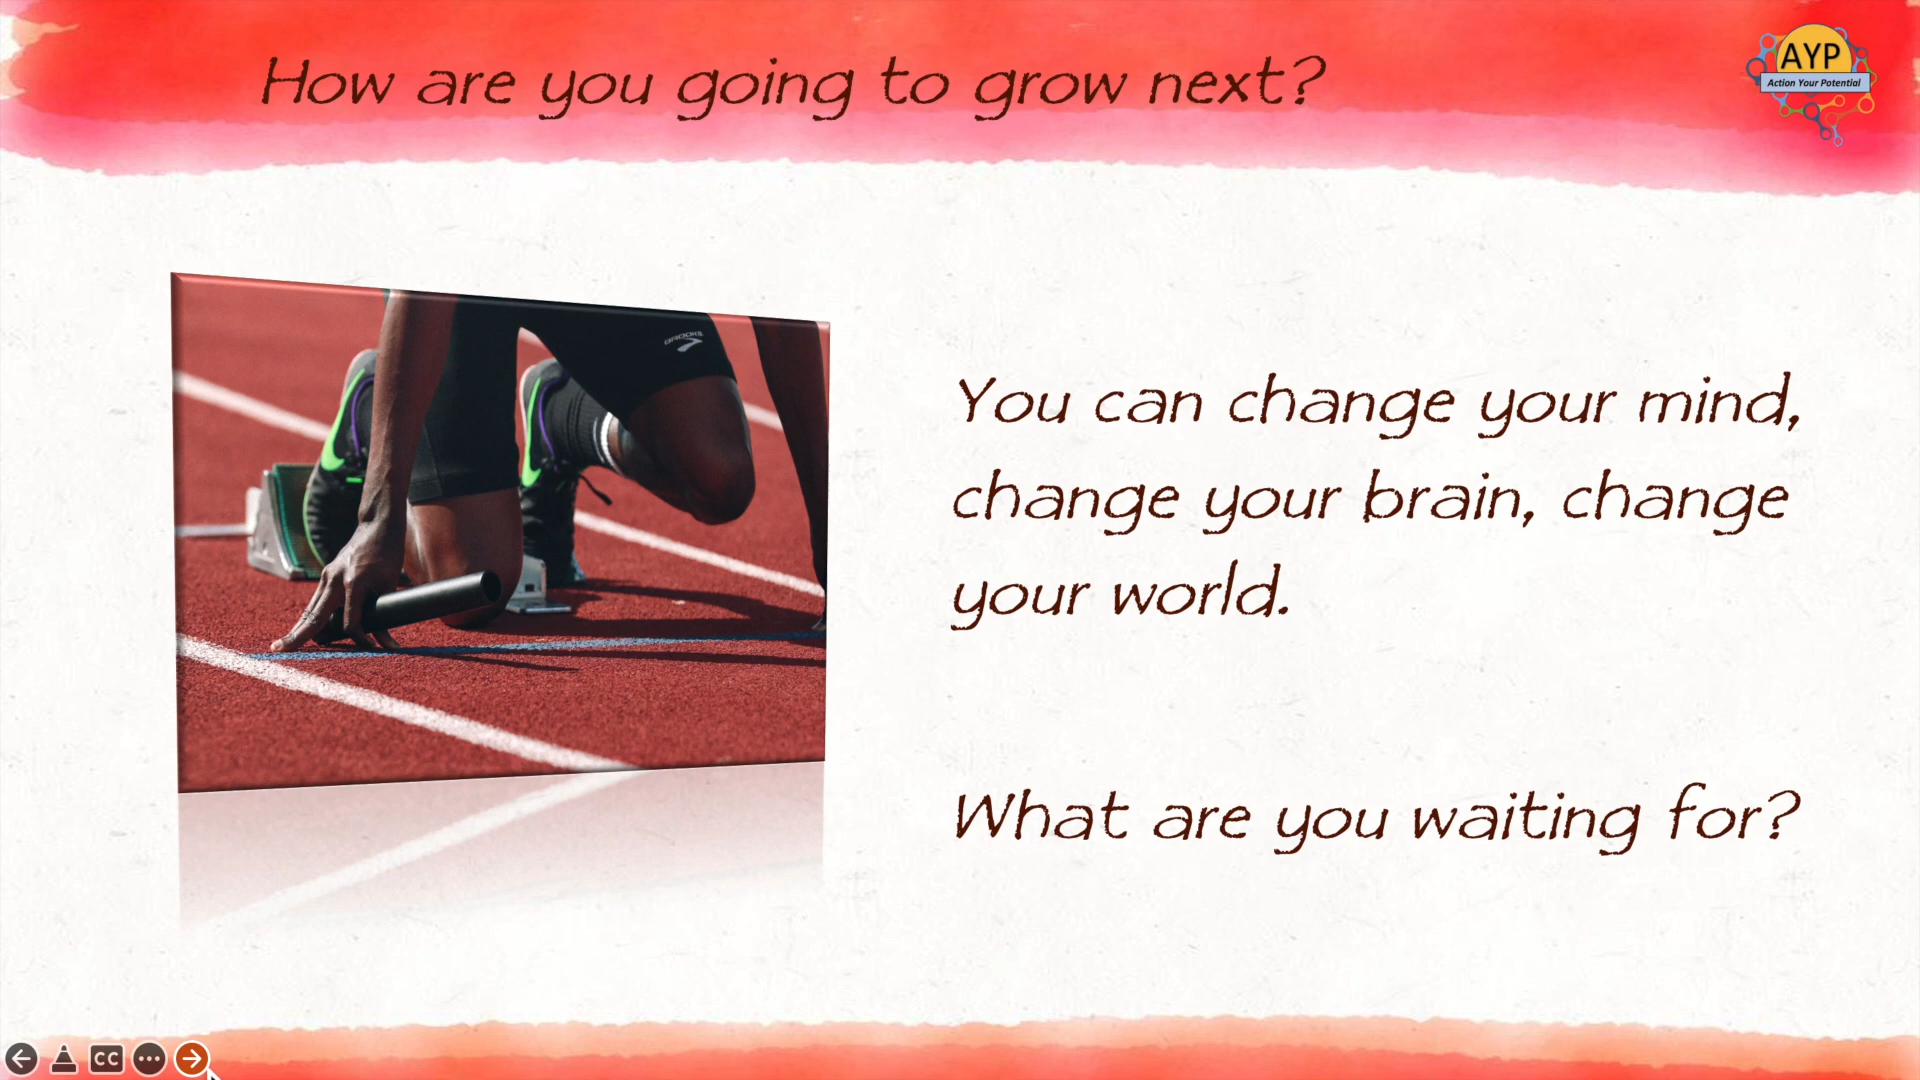 How are you going to grow next?
AYP
Action Your Potential
BROOKS
You can change your mind,
change your brain, change
your world.
What are you waiting for?
CC